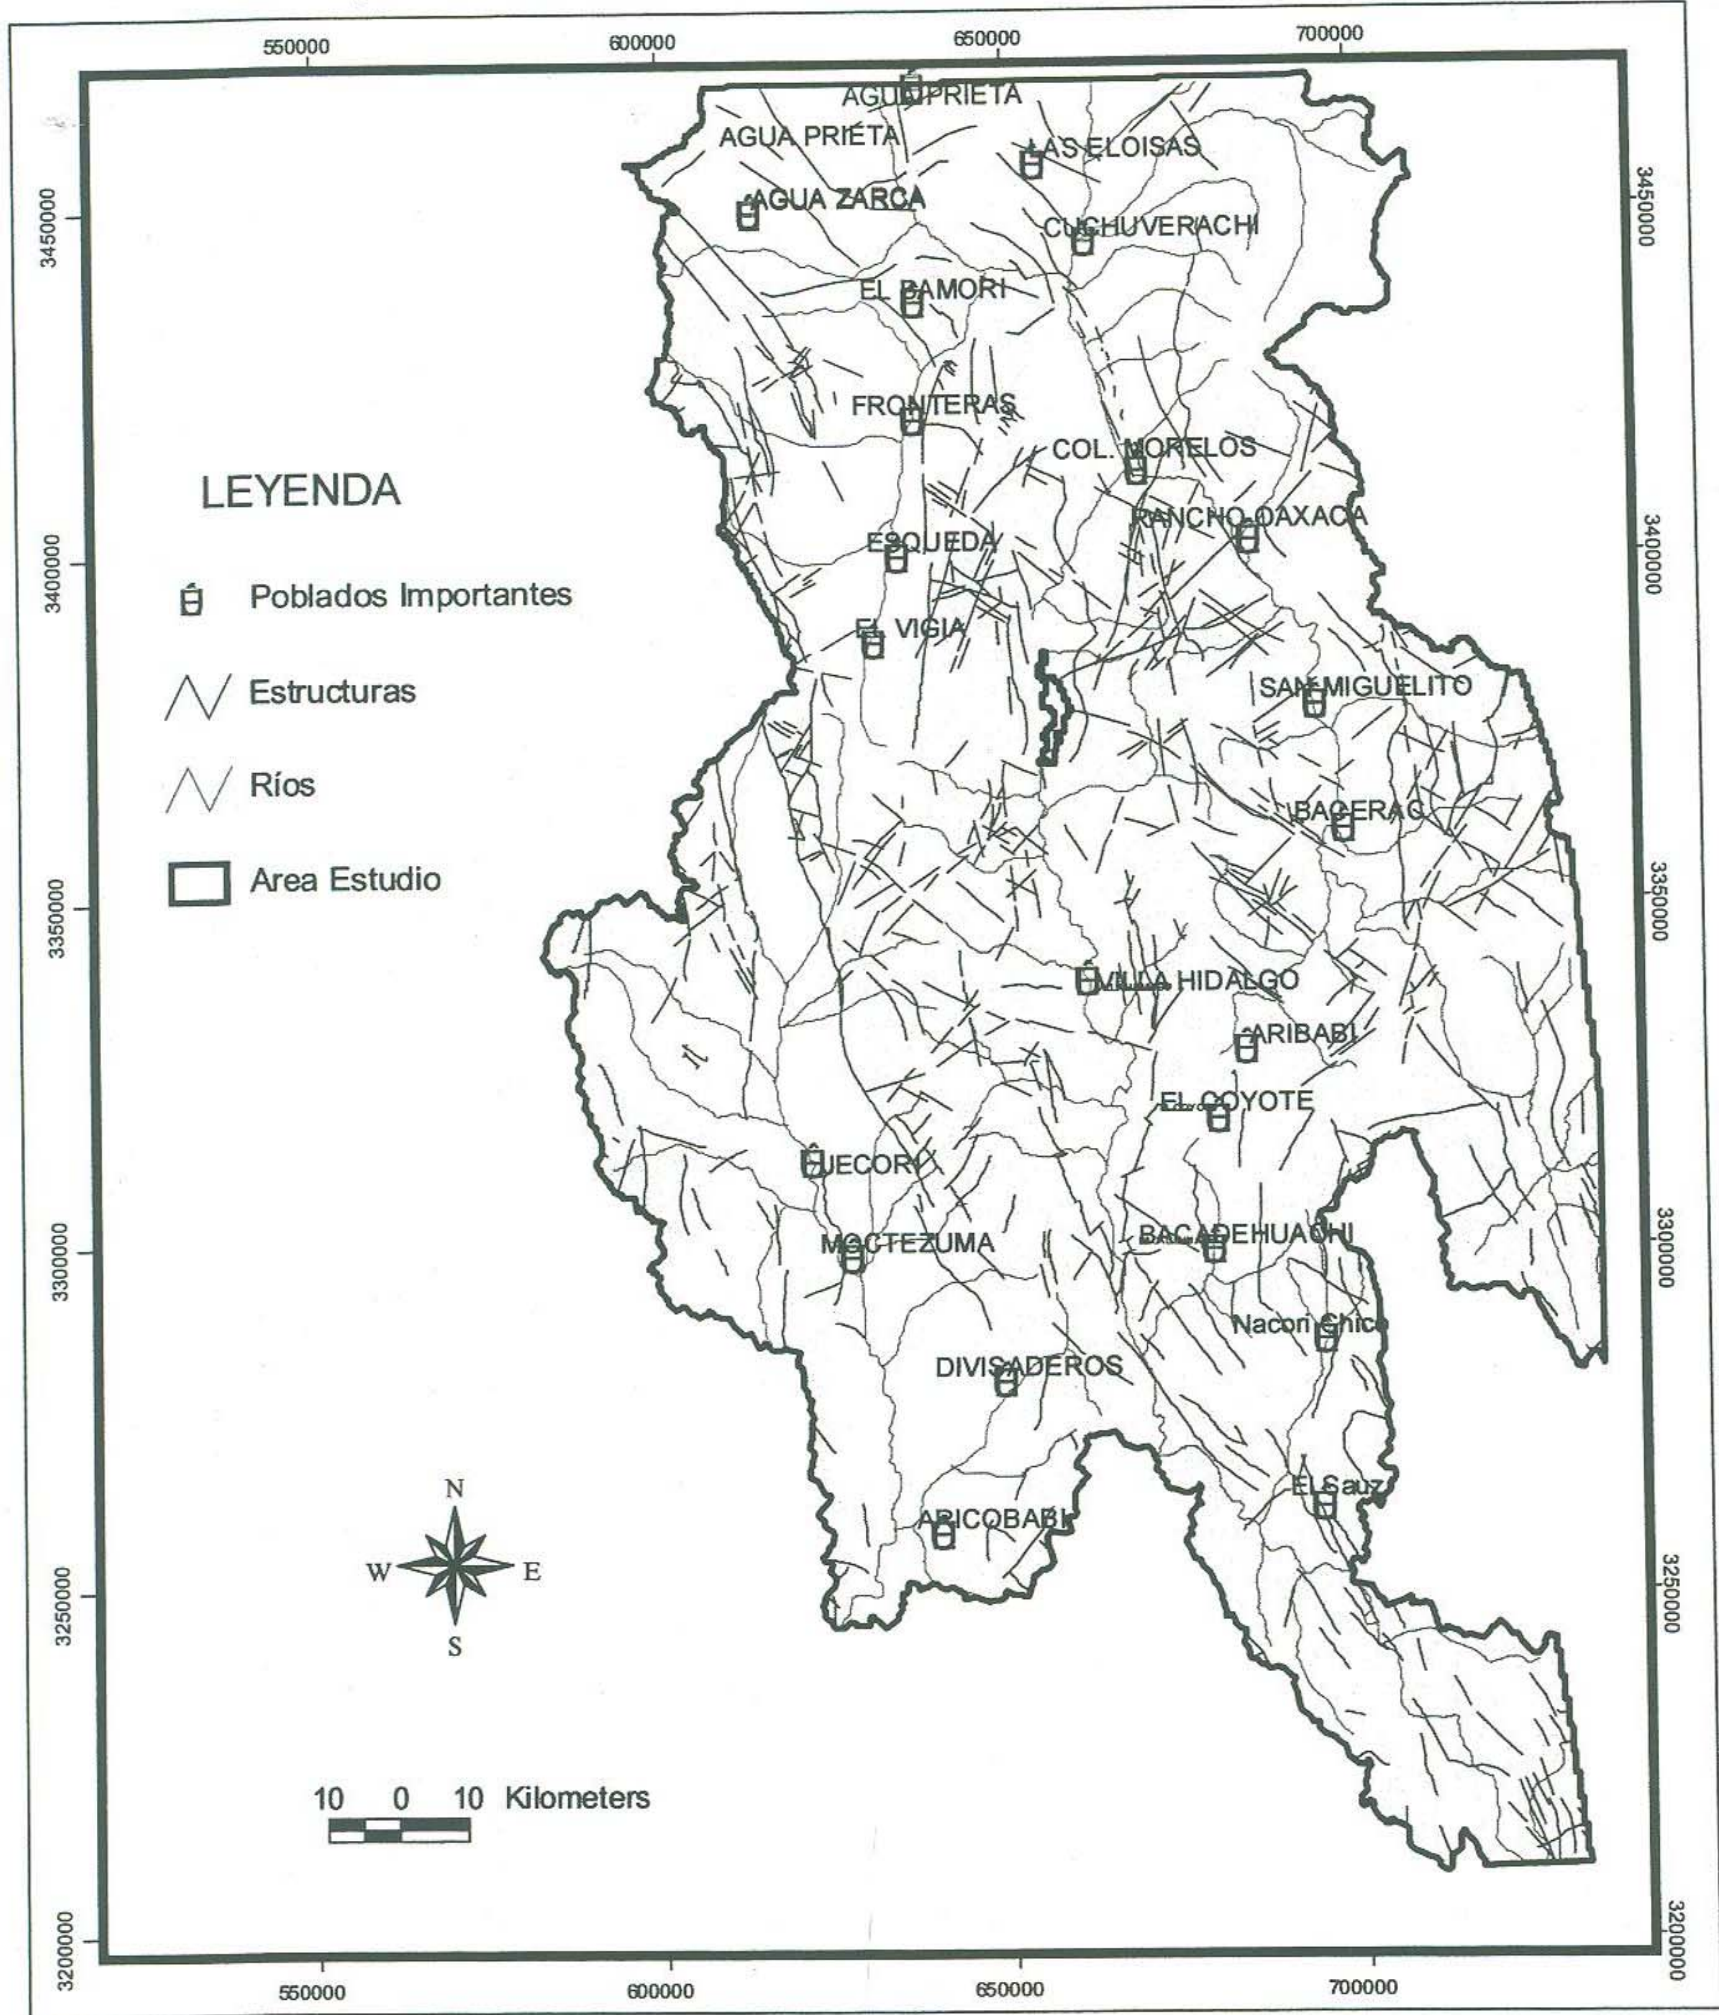 550000
600000
650000
700000
AGUA PRIETA
AGUA PRIETA
LAS ELOISAS
3450000
3450000
AGUA ZARCA
CUCHUVERACHI
EL BAMORI
FRONTERAS
COL. MORELOS
LEYENDA
RANCHO OAXACA
ESQUEDA
3400000
3400000
Poblados Importantes
EL VIGIA
Estructuras
SAN MIGUELITO
Ríos
BACERAC
Area Estudio
3350000
3350000
VILLA HIDALGO
ARIBABI
EL COYOTE
JECORI
BACADEHUACHI
MOCTEZUMA
3300000
3300000
Nacori Chico
DIVISADEROS
N
W
E
S
El Sauz
ARICOBABI
3250000
3250000
10 0 10 Kilometers
3200000
3200000
550000
600000
650000
700000